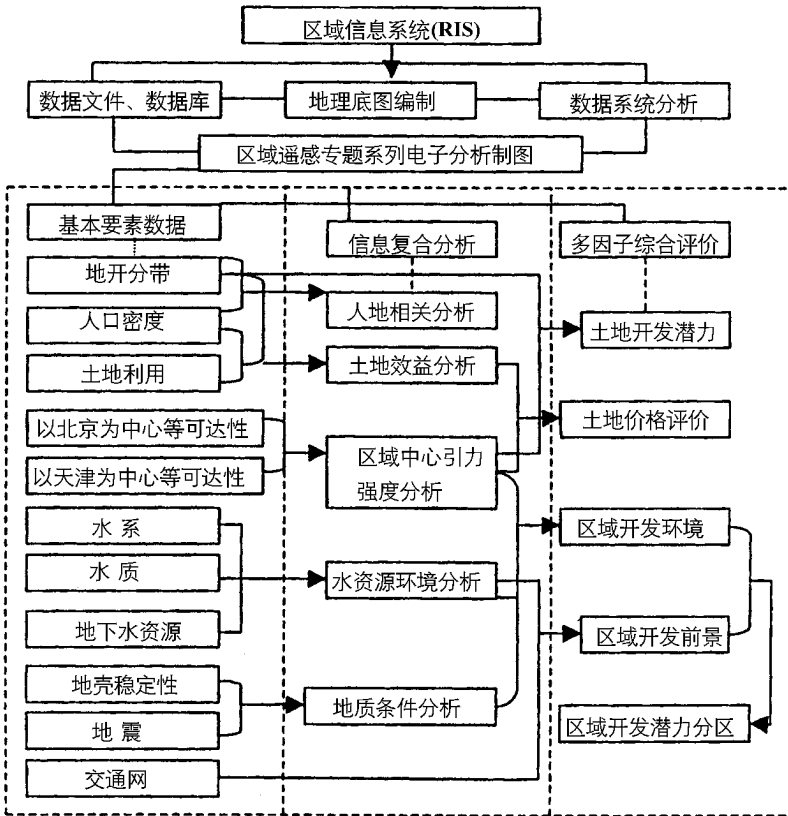 区域信息系统(RIS)
数据文件、数据库
地理底图编制
数据系统分析
区域遥感专题系列电子分析制图
基本要素数据
信息复合分析
多因子综合评价
地开分带
人口密度
土地利用
以北京为中心等可达性
以天津为中心等可达性
水系
水质
地下水资源
地壳稳定性
地震
交通网
人地相关分析
土地效益分析
区域中心引力
强度分析
水资源环境分析
地质条件分析
土地开发潜力
土地价格评价
区域开发环境
区域开发前景
区域开发潜力分区